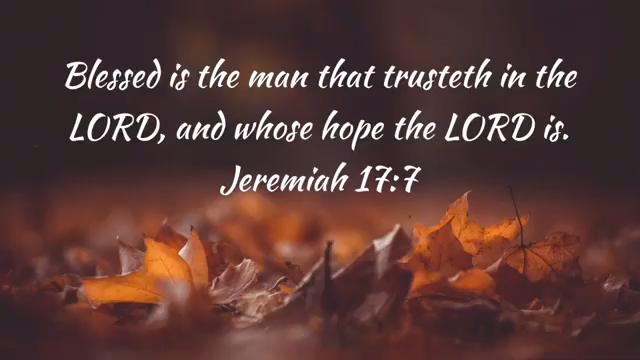 Blessed is the man that trusteth in the
LORD, and whose hope the LORD is.
Jeremiah 17:7